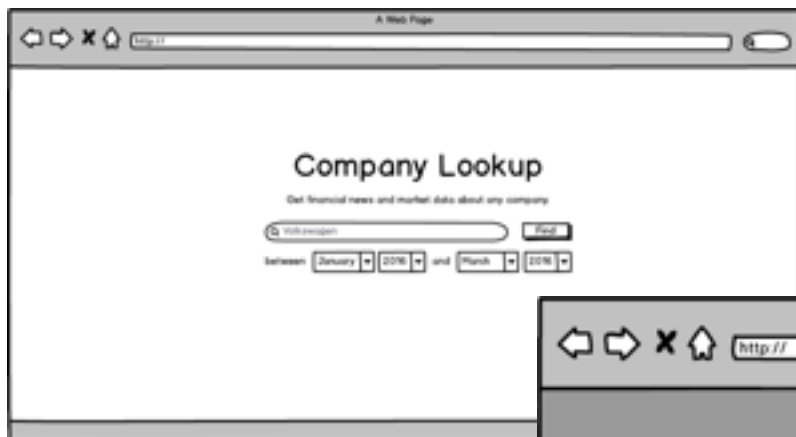 A Web Page
http://
Company Lookup
Get financial news and market data about any company
Volkswagen
Find
between January 2016 and March 2016
http://